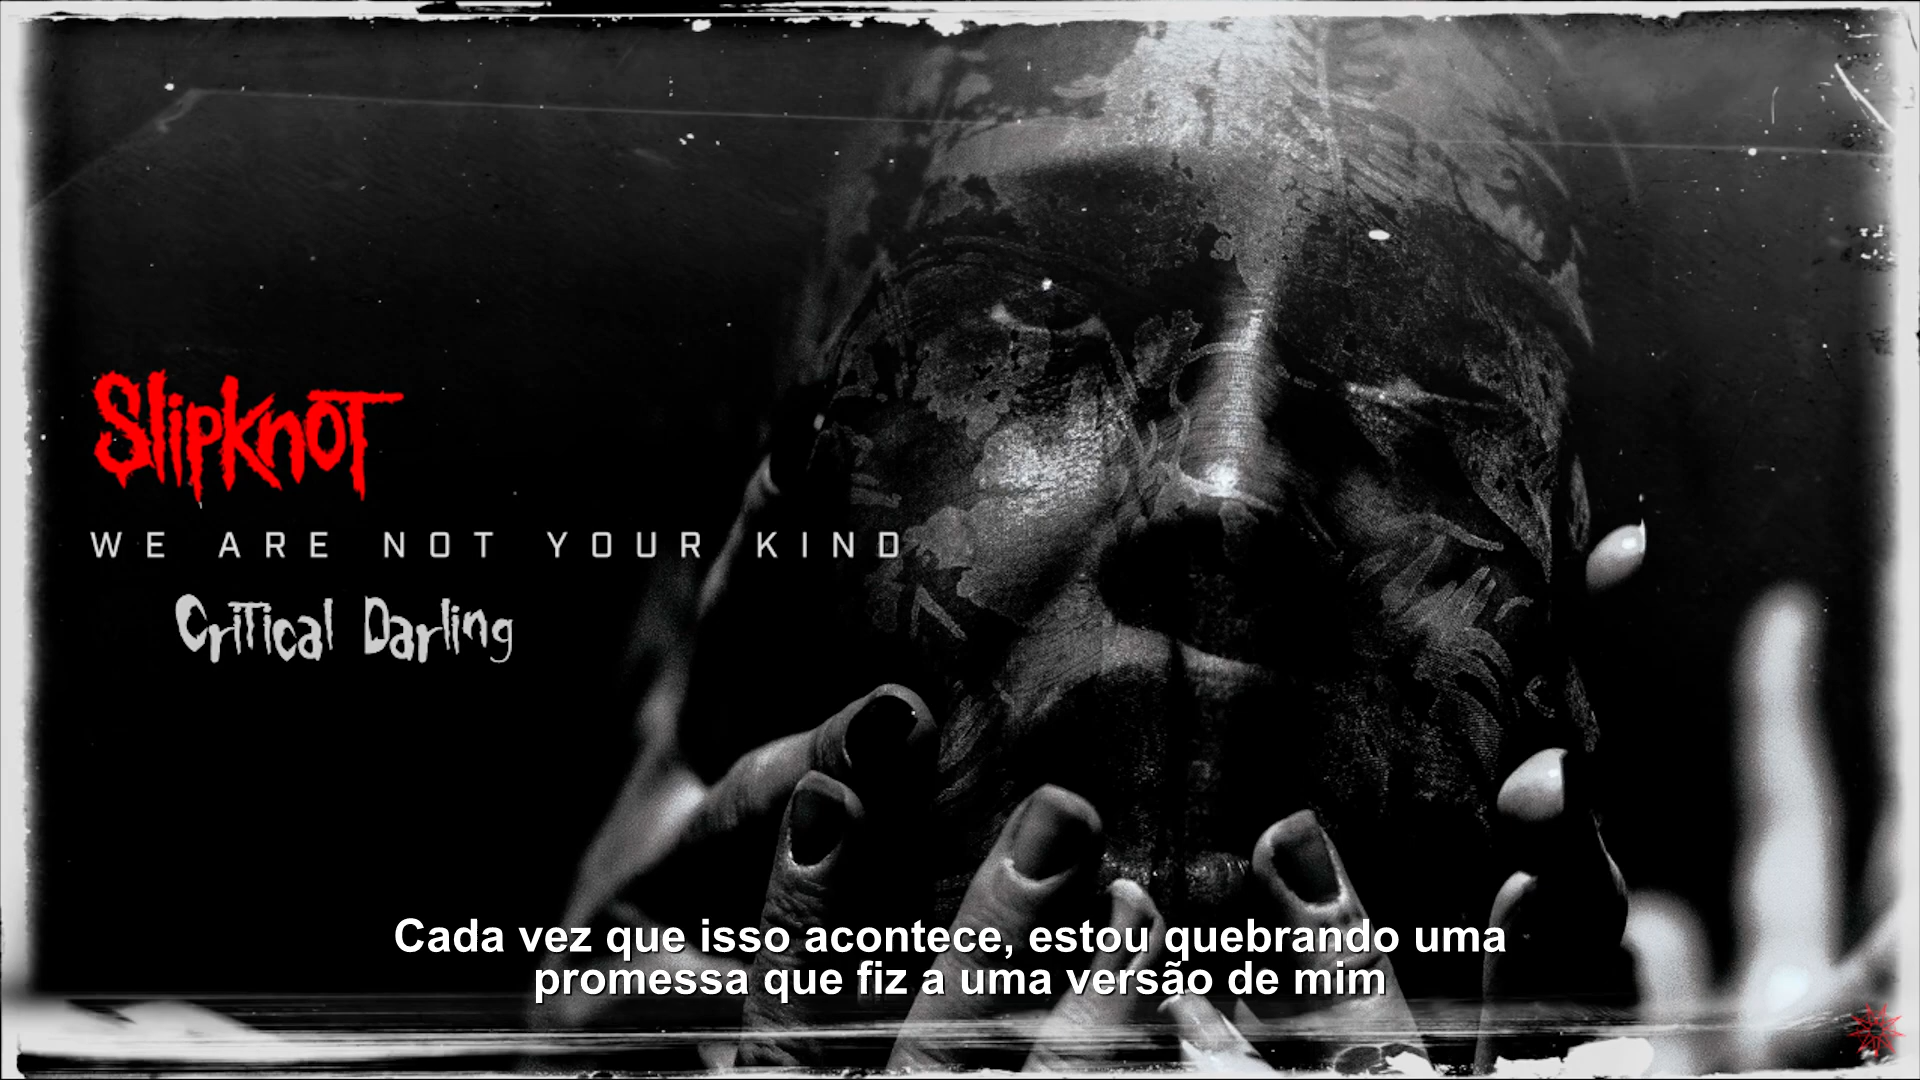 Slipknot
WE ARE NOT YOUR KIND
Critical Darling
Cada vez que isso acontece, estou quebrando uma
promessa que fiz a uma versão de mim